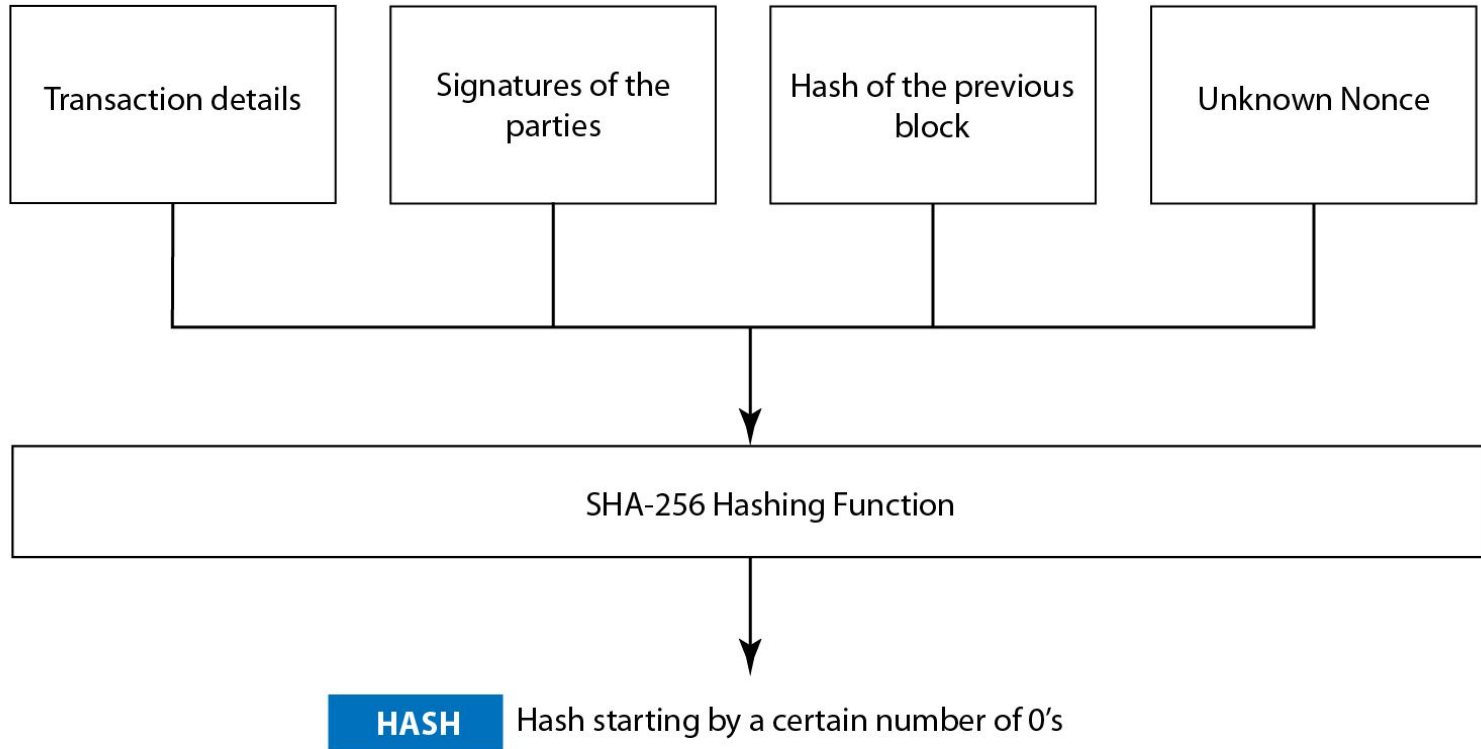 Transaction details
Signatures of the
parties
Hash of the previous
block
Unknown Nonce
SHA-256 Hashing Function
HASH
Hash starting by a certain number of 0's